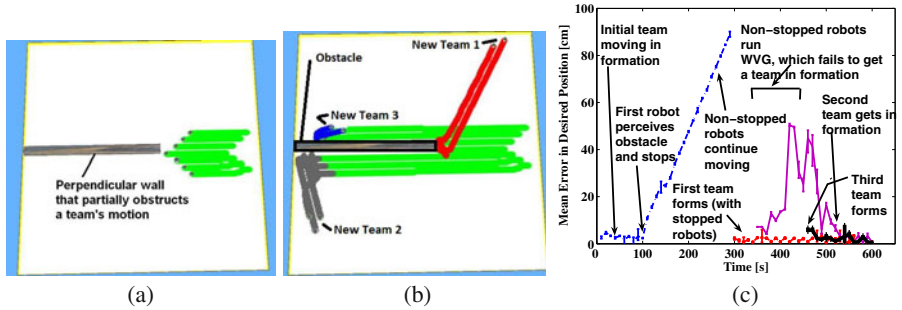 Perpendicular wall
that partially obstructs
a team's motion
(a)
New Team 1
Obstacle
New Team 3
New Team 2
(b)
Mean Error in Desired Position [cm]
100
80
60
40
20
0
0 100 200 300 400 500 600
Time [s]
Initial team
moving in
formation
First robot
perceives
obstacle
and stops
Non-stopped
robots
continue
moving
Non-stopped robots
run
WVG, which fails to get
a team in formation
Second
team gets in
formation
First team
forms (with
stopped
robots)
Third
team
forms
(c)